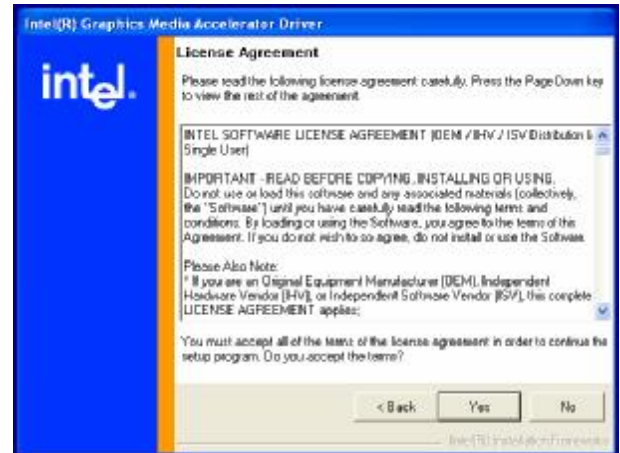 Intel(R) Graphics Media Accelerator Driver
intel.
License Agreement
Please read the following license agreement carefully. Press the Page Down key
to view the rest of the agreement.
INTEL SOFTWARE LICENSE AGREEMENT (OEM / IHV / ISV Distribution &
Single User)
IMPORTANT - READ BEFORE COPYING, INSTALLING OR USING.
Do not use or load this software and any associated materials (collectively,
the "Software") until you have carefully read the following terms and
conditions. By loading or using the Software, you agree to the terms of this
Agreement. If you do not wish to so agree, do not install or use the Software.
Please Also Note:
* If you are an Original Equipment Manufacturer (OEM), Independent
Hardware Vendor (IHV), or Independent Software Vendor (ISV), this complete
LICENSE AGREEMENT applies;
You must accept all of the terms of the license agreement in order to continue the
setup program. Do you accept the terms?
< Back
Yes
No
Intel(R) Installation Frameworks